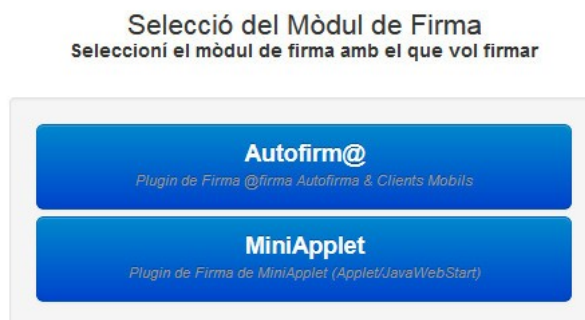 Selecció del Mòdul de Firma
Seleccioní el mòdul de firma amb el que vol firmar
Autofirm@
Plugin de Firma @firma Autofirma & Clients Mobils
MiniApplet
Plugin de Firma de MiniApplet (Applet/JavaWebStart)